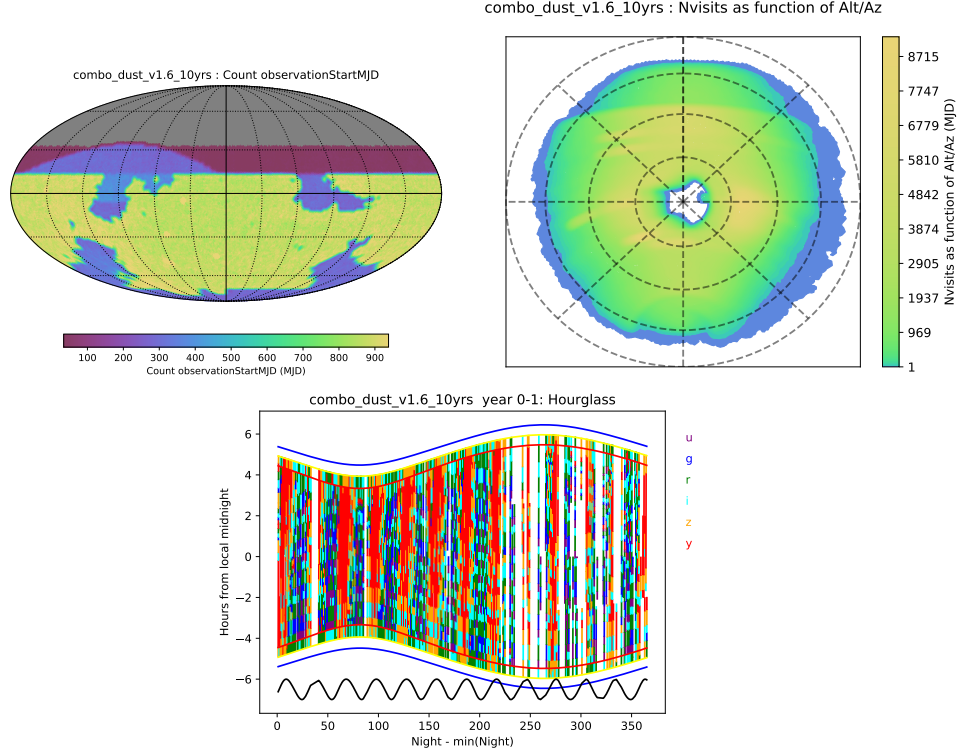 combo_dust_v1.6_10yrs : Count observationStartMJD
100 200 300 400 500 600 700 800 900
Count observationStartMJD (MJD)
combo_dust_v1.6_10yrs : Nvisits as function of Alt/Az
8715
7747
6779
5810
4842
3874
2905
1937
969
1
Nvisits as function of Alt/Az (MJD)
combo_dust_v1.6_10yrs  year 0-1: Hourglass
Hours from local midnight
6
4
2
0
−2
−4
−6
0 50 100 150 200 250 300 350
Night - min(Night)
u
g
r
i
z
y